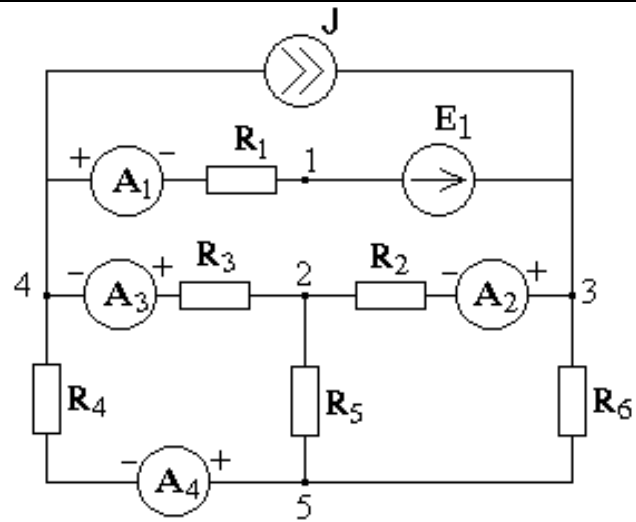 J
R1 1 E1
+ A1 −
4 − A3 + R3 2 R2 − A2 + 3
R4 R5 R6
− A4 + 5